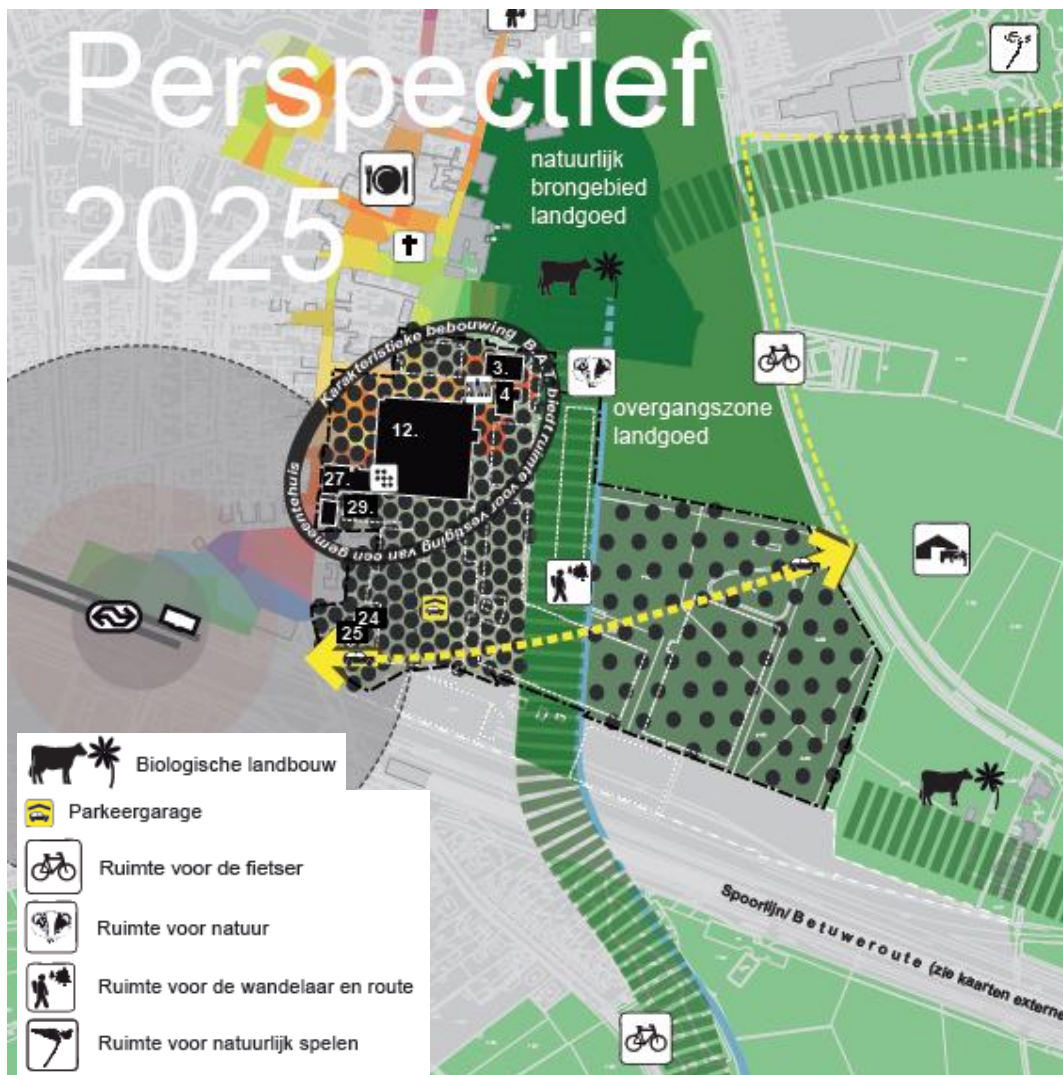 Perspectief
2025
natuurlijk
brongebied
landgoed
Karakteristieke bebouwing B.A.T. biedt ruimte voor vestiging van een gemeentehuis
3.
4
12.
27.
29.
24
25
overgangszone
landgoed
Spoorlijn/ Betuweroute (zie kaarten externe
Biologische landbouw
Parkeergarage
Ruimte voor de fietser
Ruimte voor natuur
Ruimte voor de wandelaar en route
Ruimte voor natuurlijk spelen